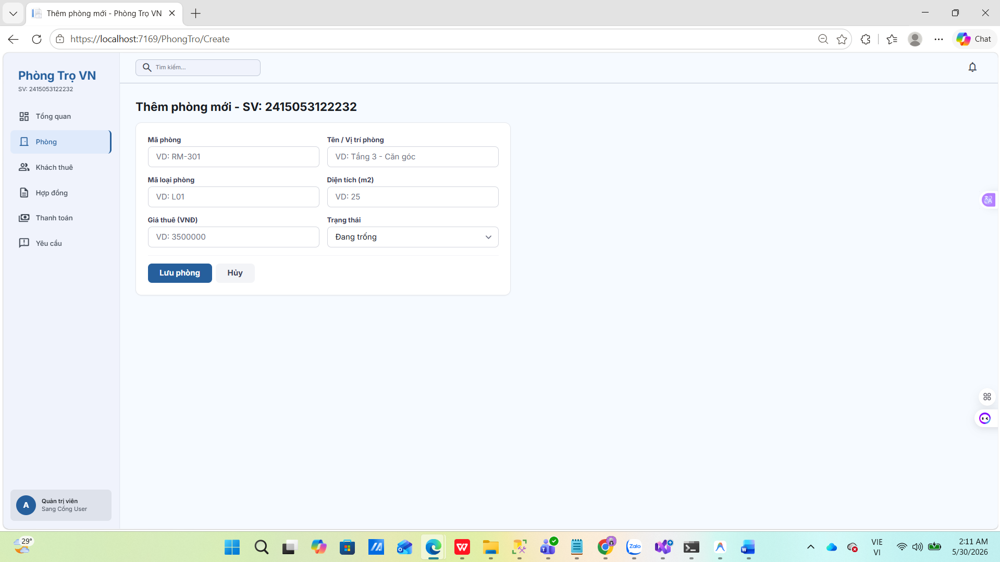 Thêm phòng mới - Phòng Trọ VN
https://localhost:7169/PhongTro/Create
Chat
Phòng Trọ VN
SV: 2415053122232
Tìm kiếm...
Tổng quan
Phòng
Khách thuê
Hợp đồng
Thanh toán
Yêu cầu
Thêm phòng mới - SV: 2415053122232
Mã phòng
Tên / Vị trí phòng
VD: RM-301
VD: Tầng 3 - Căn góc
Mã loại phòng
Diện tích (m2)
VD: L01
VD: 25
Giá thuê (VNĐ)
Trạng thái
VD: 3500000
Đang trống
Lưu phòng
Hủy
A
Quản trị viên
Sang Cổng User
29°
Zalo
VIE
VI
2:11 AM
5/30/2026